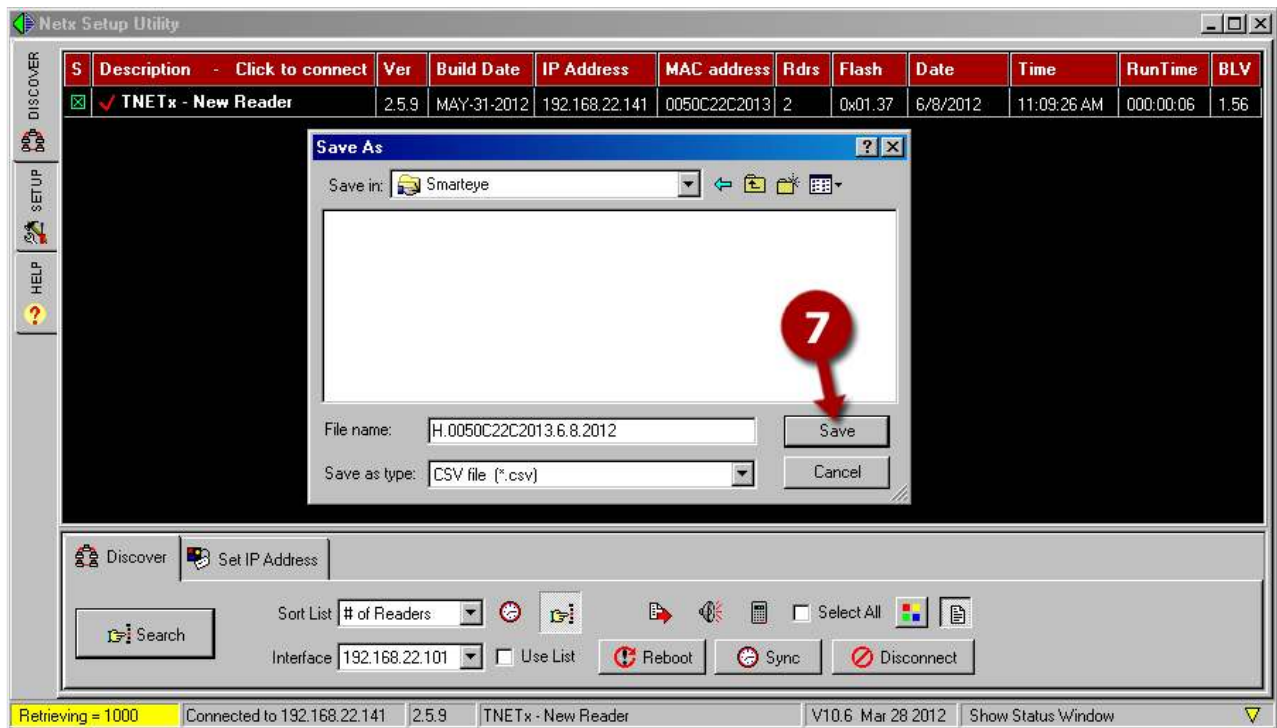 Netx Setup Utility
DISCOVER
SETUP
HELP
S Description - Click to connect Ver Build Date IP Address MAC address Rdrs Flash Date Time RunTime BLV
TNETx - New Reader 2.5.9 MAY-31-2012 192.168.22.141 0050C22C2013 2 0x01.37 6/8/2012 11:09:26 AM 000:00:06 1.56
Save As
Save in: Smarteye
7
File name: H.0050C22C2013.6.8.2012 Save
Save as type: CSV file (*.csv) Cancel
Discover Set IP Address
Sort List # of Readers Select All
Search
Interface 192.168.22.101 Use List Reboot Sync Disconnect
Retrieving = 1000 Connected to 192.168.22.141 2.5.9 TNETx - New Reader V10.6 Mar 28 2012 Show Status Window